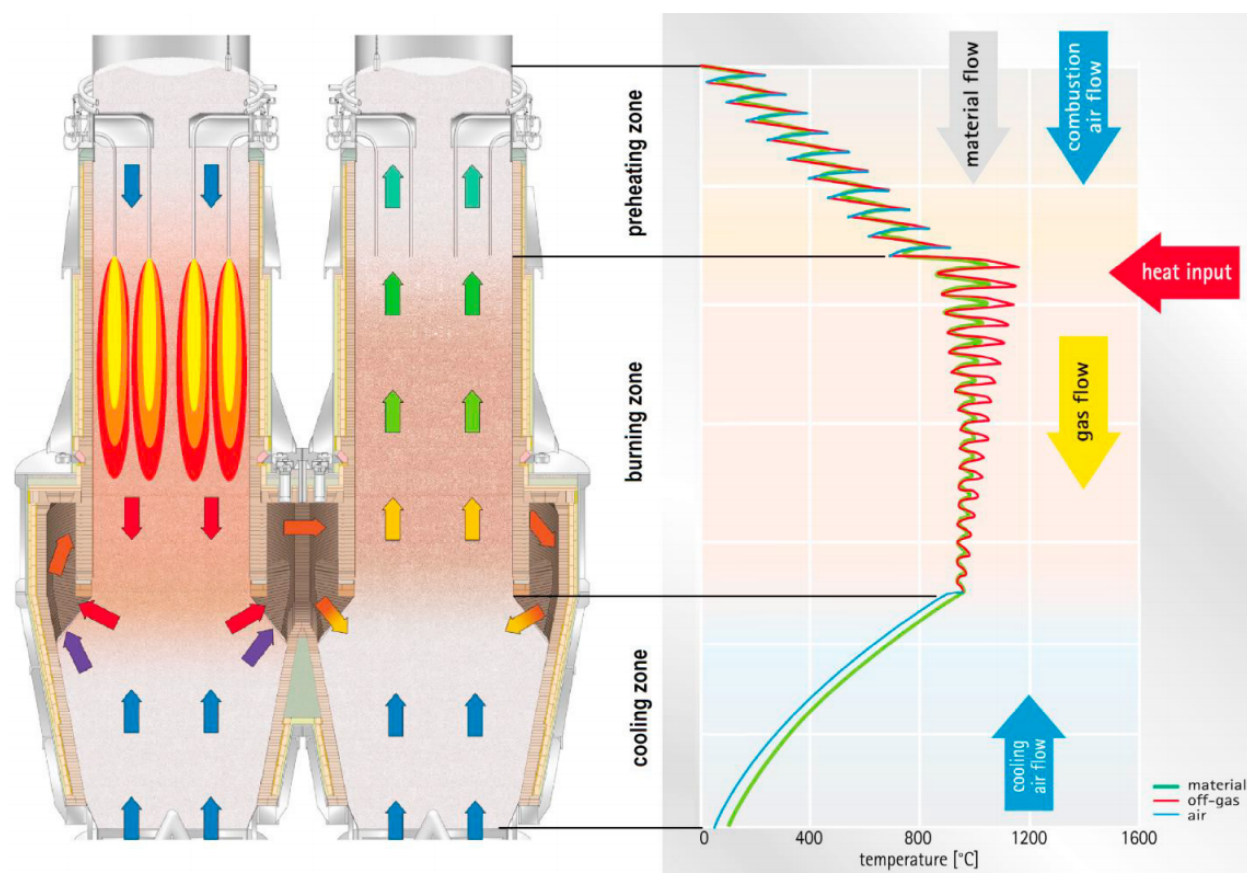 preheating zone
burning zone
cooling zone
material flow
combustion
air flow
heat input
gas flow
cooling
air flow
material
off-gas
air
0
400
800
1200
1600
temperature [°C]